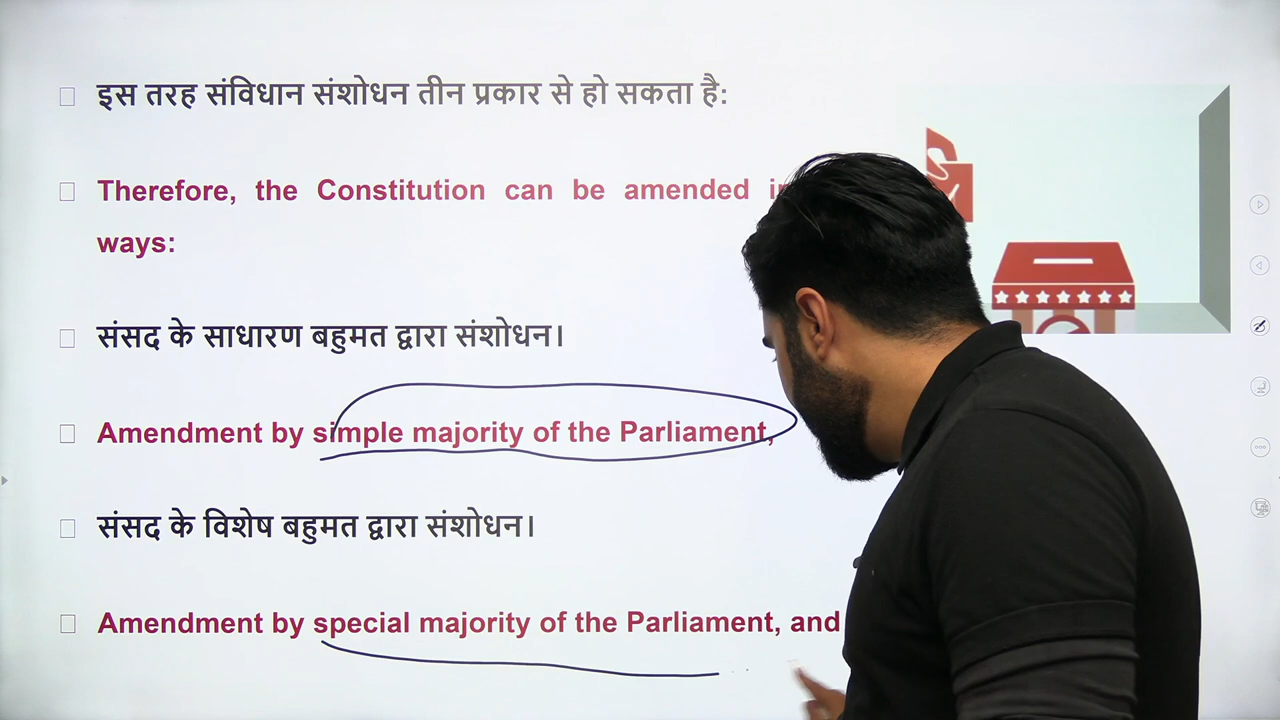 इस तरह संविधान संशोधन तीन प्रकार से हो सकता है:
Therefore, the Constitution can be amended
ways:
संसद के साधारण बहुमत द्वारा संशोधन।
Amendment by simple majority of the Parliament,
संसद के विशेष बहुमत द्वारा संशोधन।
Amendment by special majority of the Parliament, and